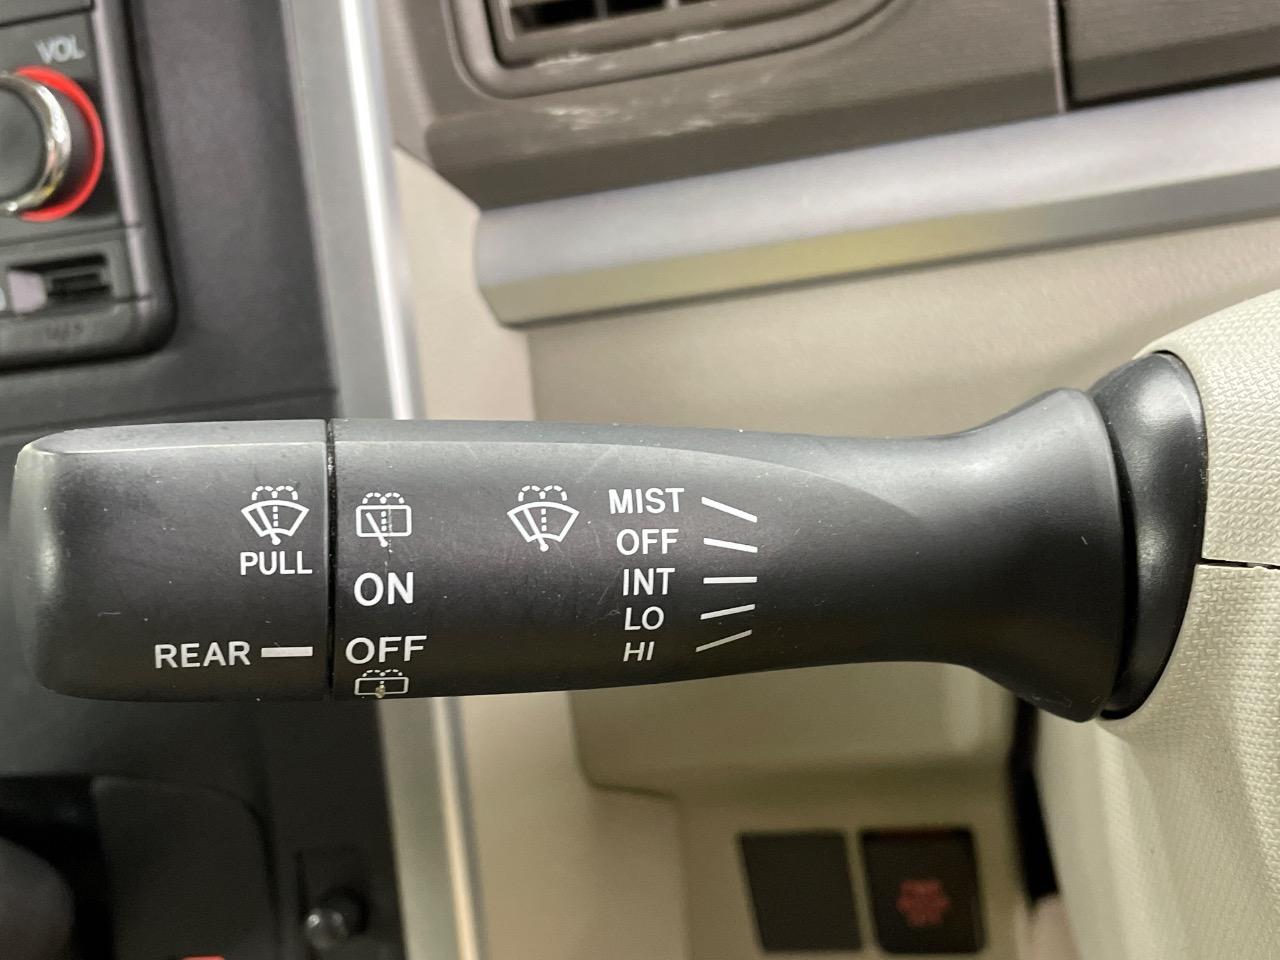 VOL
PULL
REAR
ON
OFF
MIST
OFF
INT
LO
HI